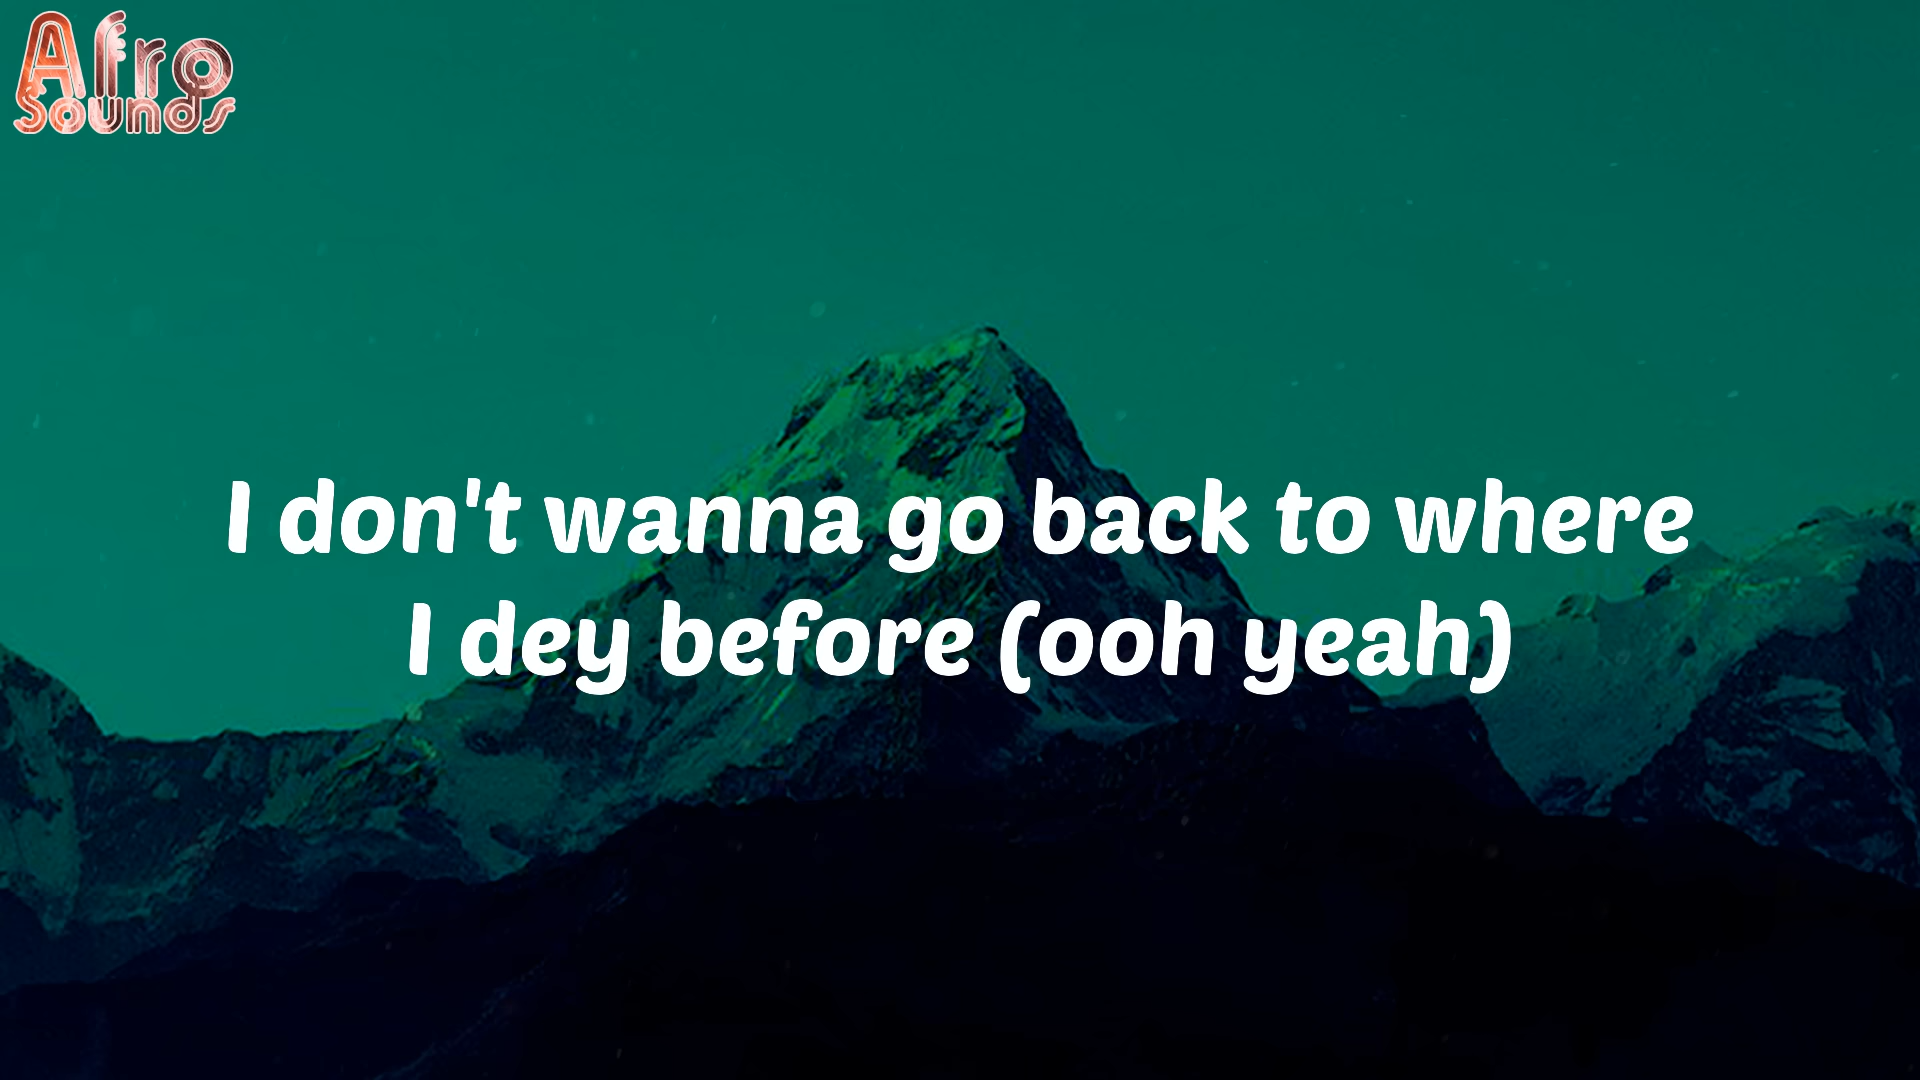 Afro
Sounds
I don't wanna go back to where
I dey before (ooh yeah)